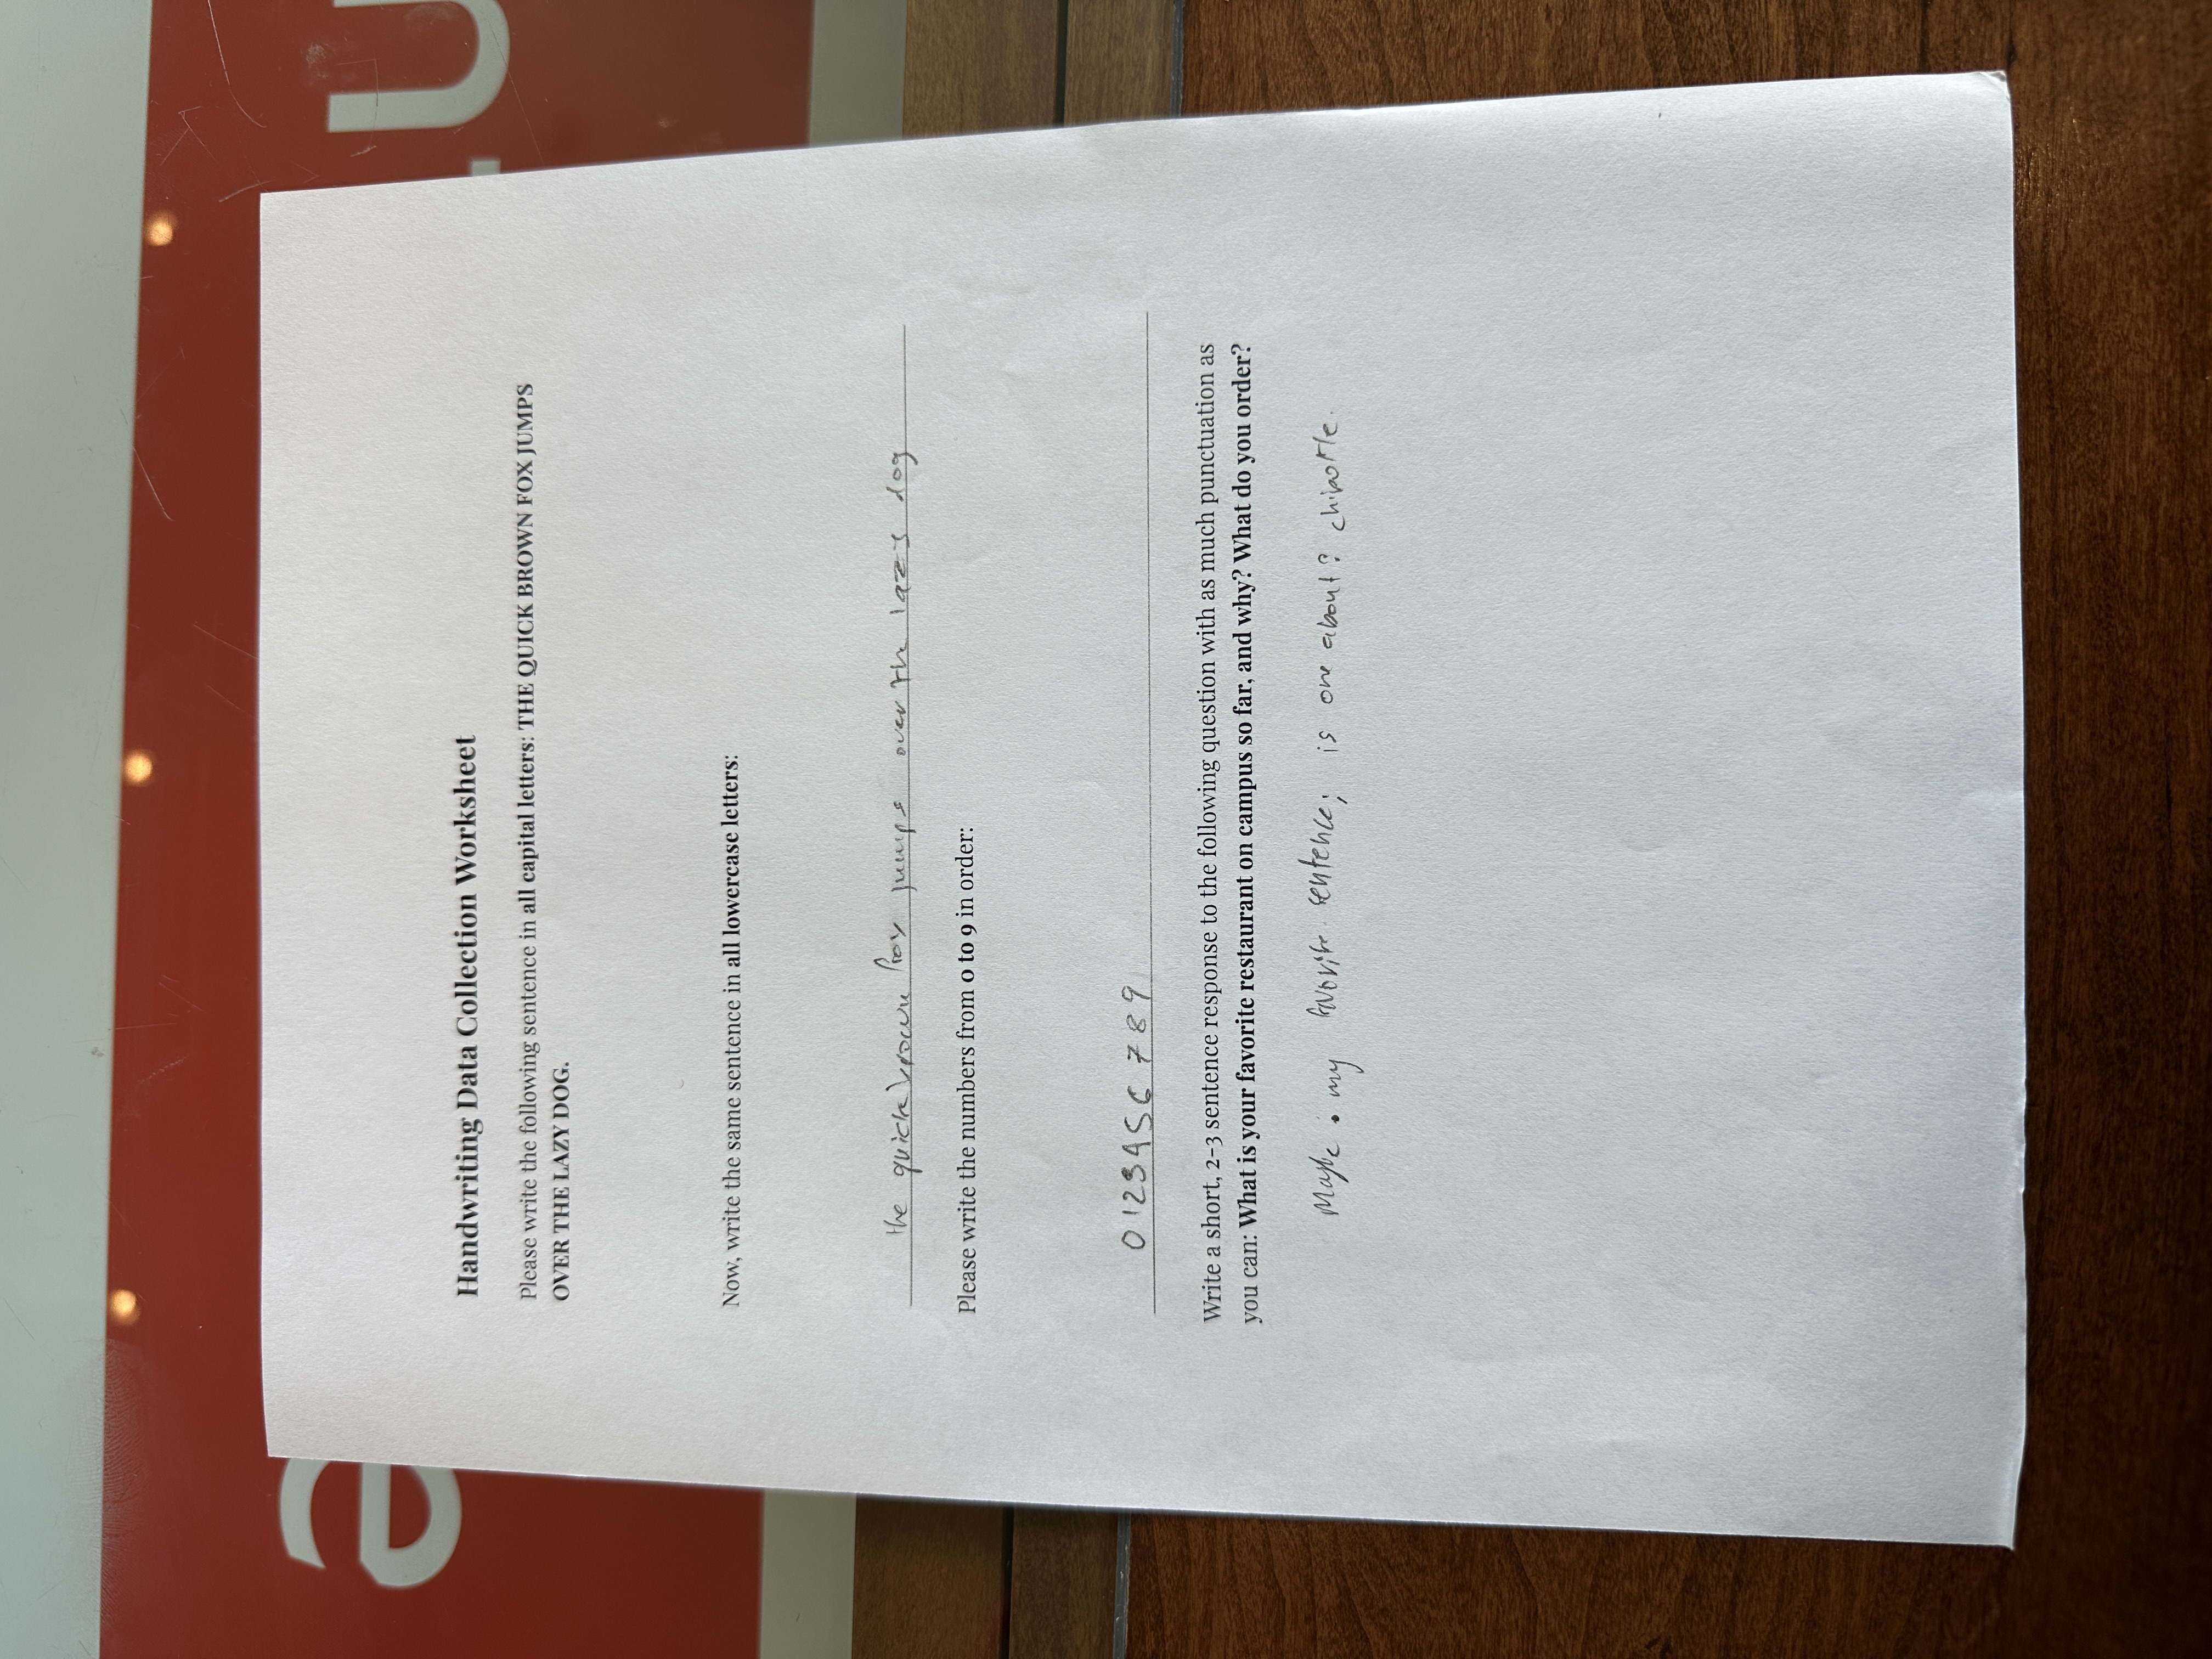 Handwriting Data Collection Worksheet
Please write the following sentence in all capital letters: THE QUICK BROWN FOX JUMPS
OVER THE LAZY DOG.
Now, write the same sentence in all lowercase letters:
the quick brown fox jumps over the lazy dog
Please write the numbers from 0 to 9 in order:
0123456 789
Write a short, 2-3 sentence response to the following question with as much punctuation as
you can: What is your favorite restaurant on campus so far, and why? What do you order?
Maybe . my favorite sentence; is one about? chipotle.